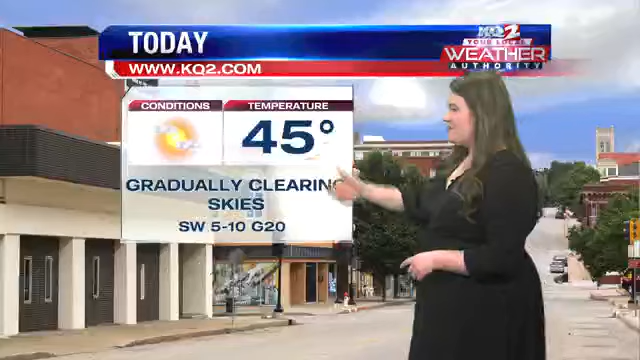 TODAY
KQ2
YOUR LOCAL
WEATHER
AUTHORITY
WWW.KQ2.COM
CONDITIONS
TEMPERATURE
45°
GRADUALLY CLEARING
SKIES
SW 5-10 G20